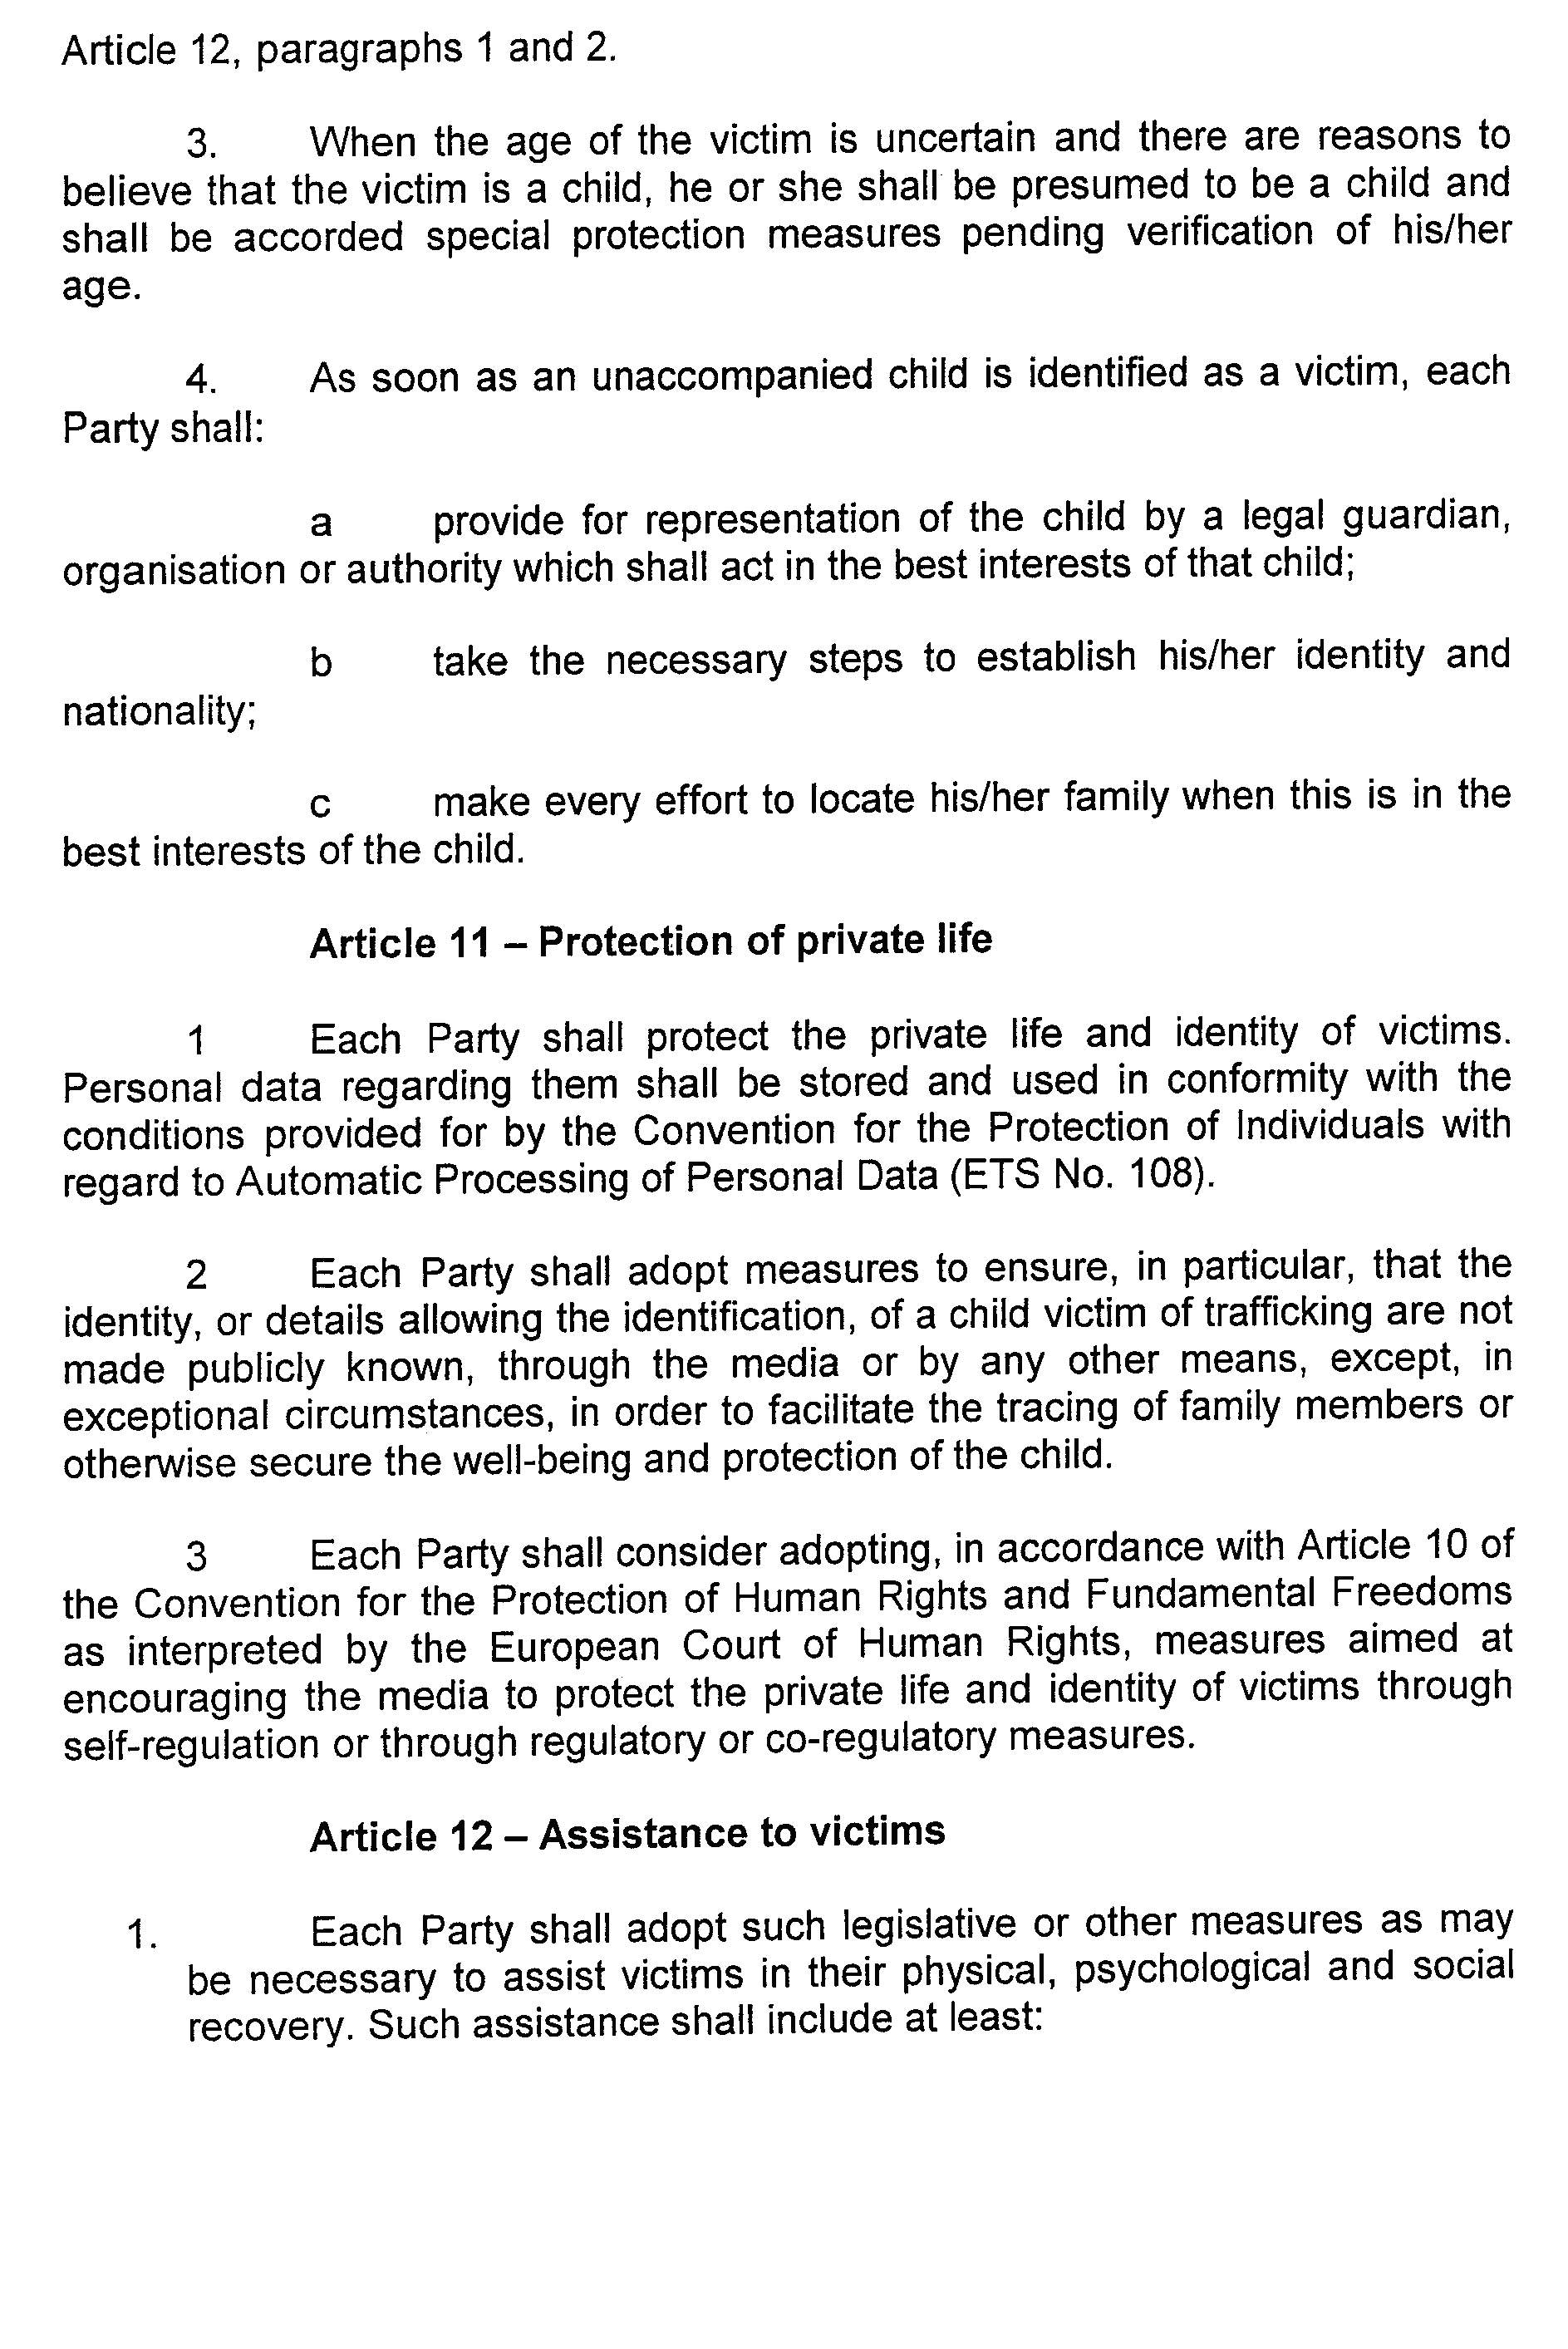 Article 12, paragraphs 1 and 2.
3. When the age of the victim is uncertain and there are reasons to
believe that the victim is a child, he or she shall be presumed to be a child and
shall be accorded special protection measures pending verification of his/her
age.
4. As soon as an unaccompanied child is identified as a victim, each
Party shall:
a provide for representation of the child by a legal guardian,
organisation or authority which shall act in the best interests of that child;
b take the necessary steps to establish his/her identity and
nationality;
c make every effort to locate his/her family when this is in the
best interests of the child.
Article 11 – Protection of private life
1 Each Party shall protect the private life and identity of victims.
Personal data regarding them shall be stored and used in conformity with the
conditions provided for by the Convention for the Protection of Individuals with
regard to Automatic Processing of Personal Data (ETS No. 108).
2 Each Party shall adopt measures to ensure, in particular, that the
identity, or details allowing the identification, of a child victim of trafficking are not
made publicly known, through the media or by any other means, except, in
exceptional circumstances, in order to facilitate the tracing of family members or
otherwise secure the well-being and protection of the child.
3 Each Party shall consider adopting, in accordance with Article 10 of
the Convention for the Protection of Human Rights and Fundamental Freedoms
as interpreted by the European Court of Human Rights, measures aimed at
encouraging the media to protect the private life and identity of victims through
self-regulation or through regulatory or co-regulatory measures.
Article 12 – Assistance to victims
1. Each Party shall adopt such legislative or other measures as may
be necessary to assist victims in their physical, psychological and social
recovery. Such assistance shall include at least: